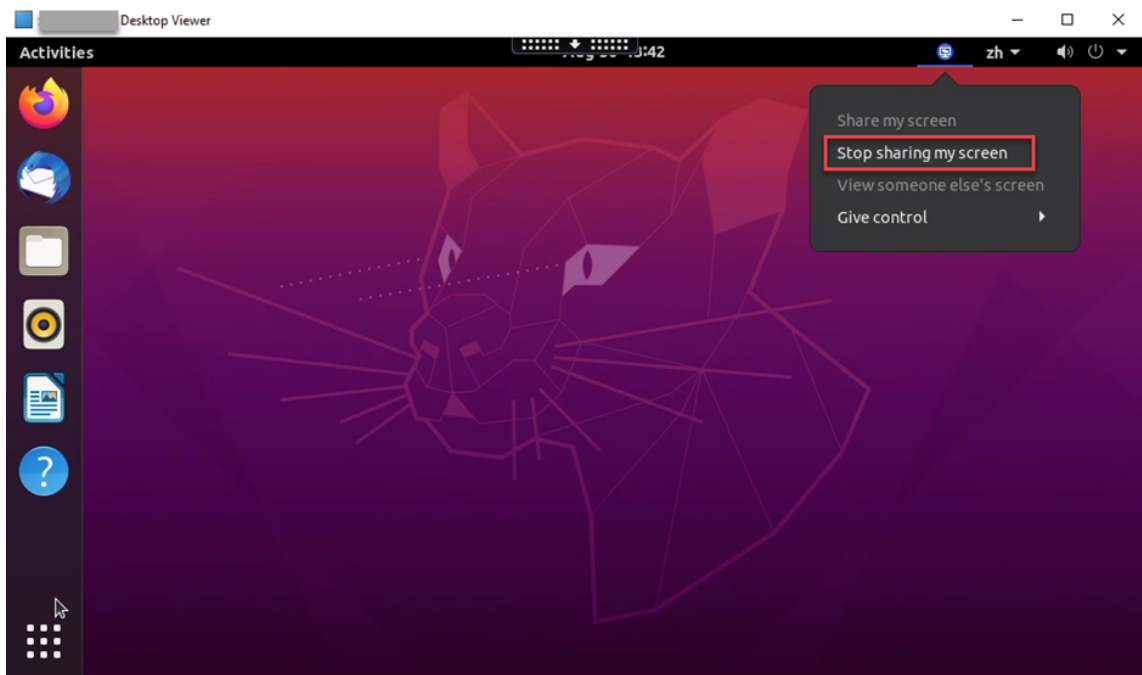 Desktop Viewer
Activities
:42
zh
Share my screen
Stop sharing my screen
View someone else's screen
Give control
?